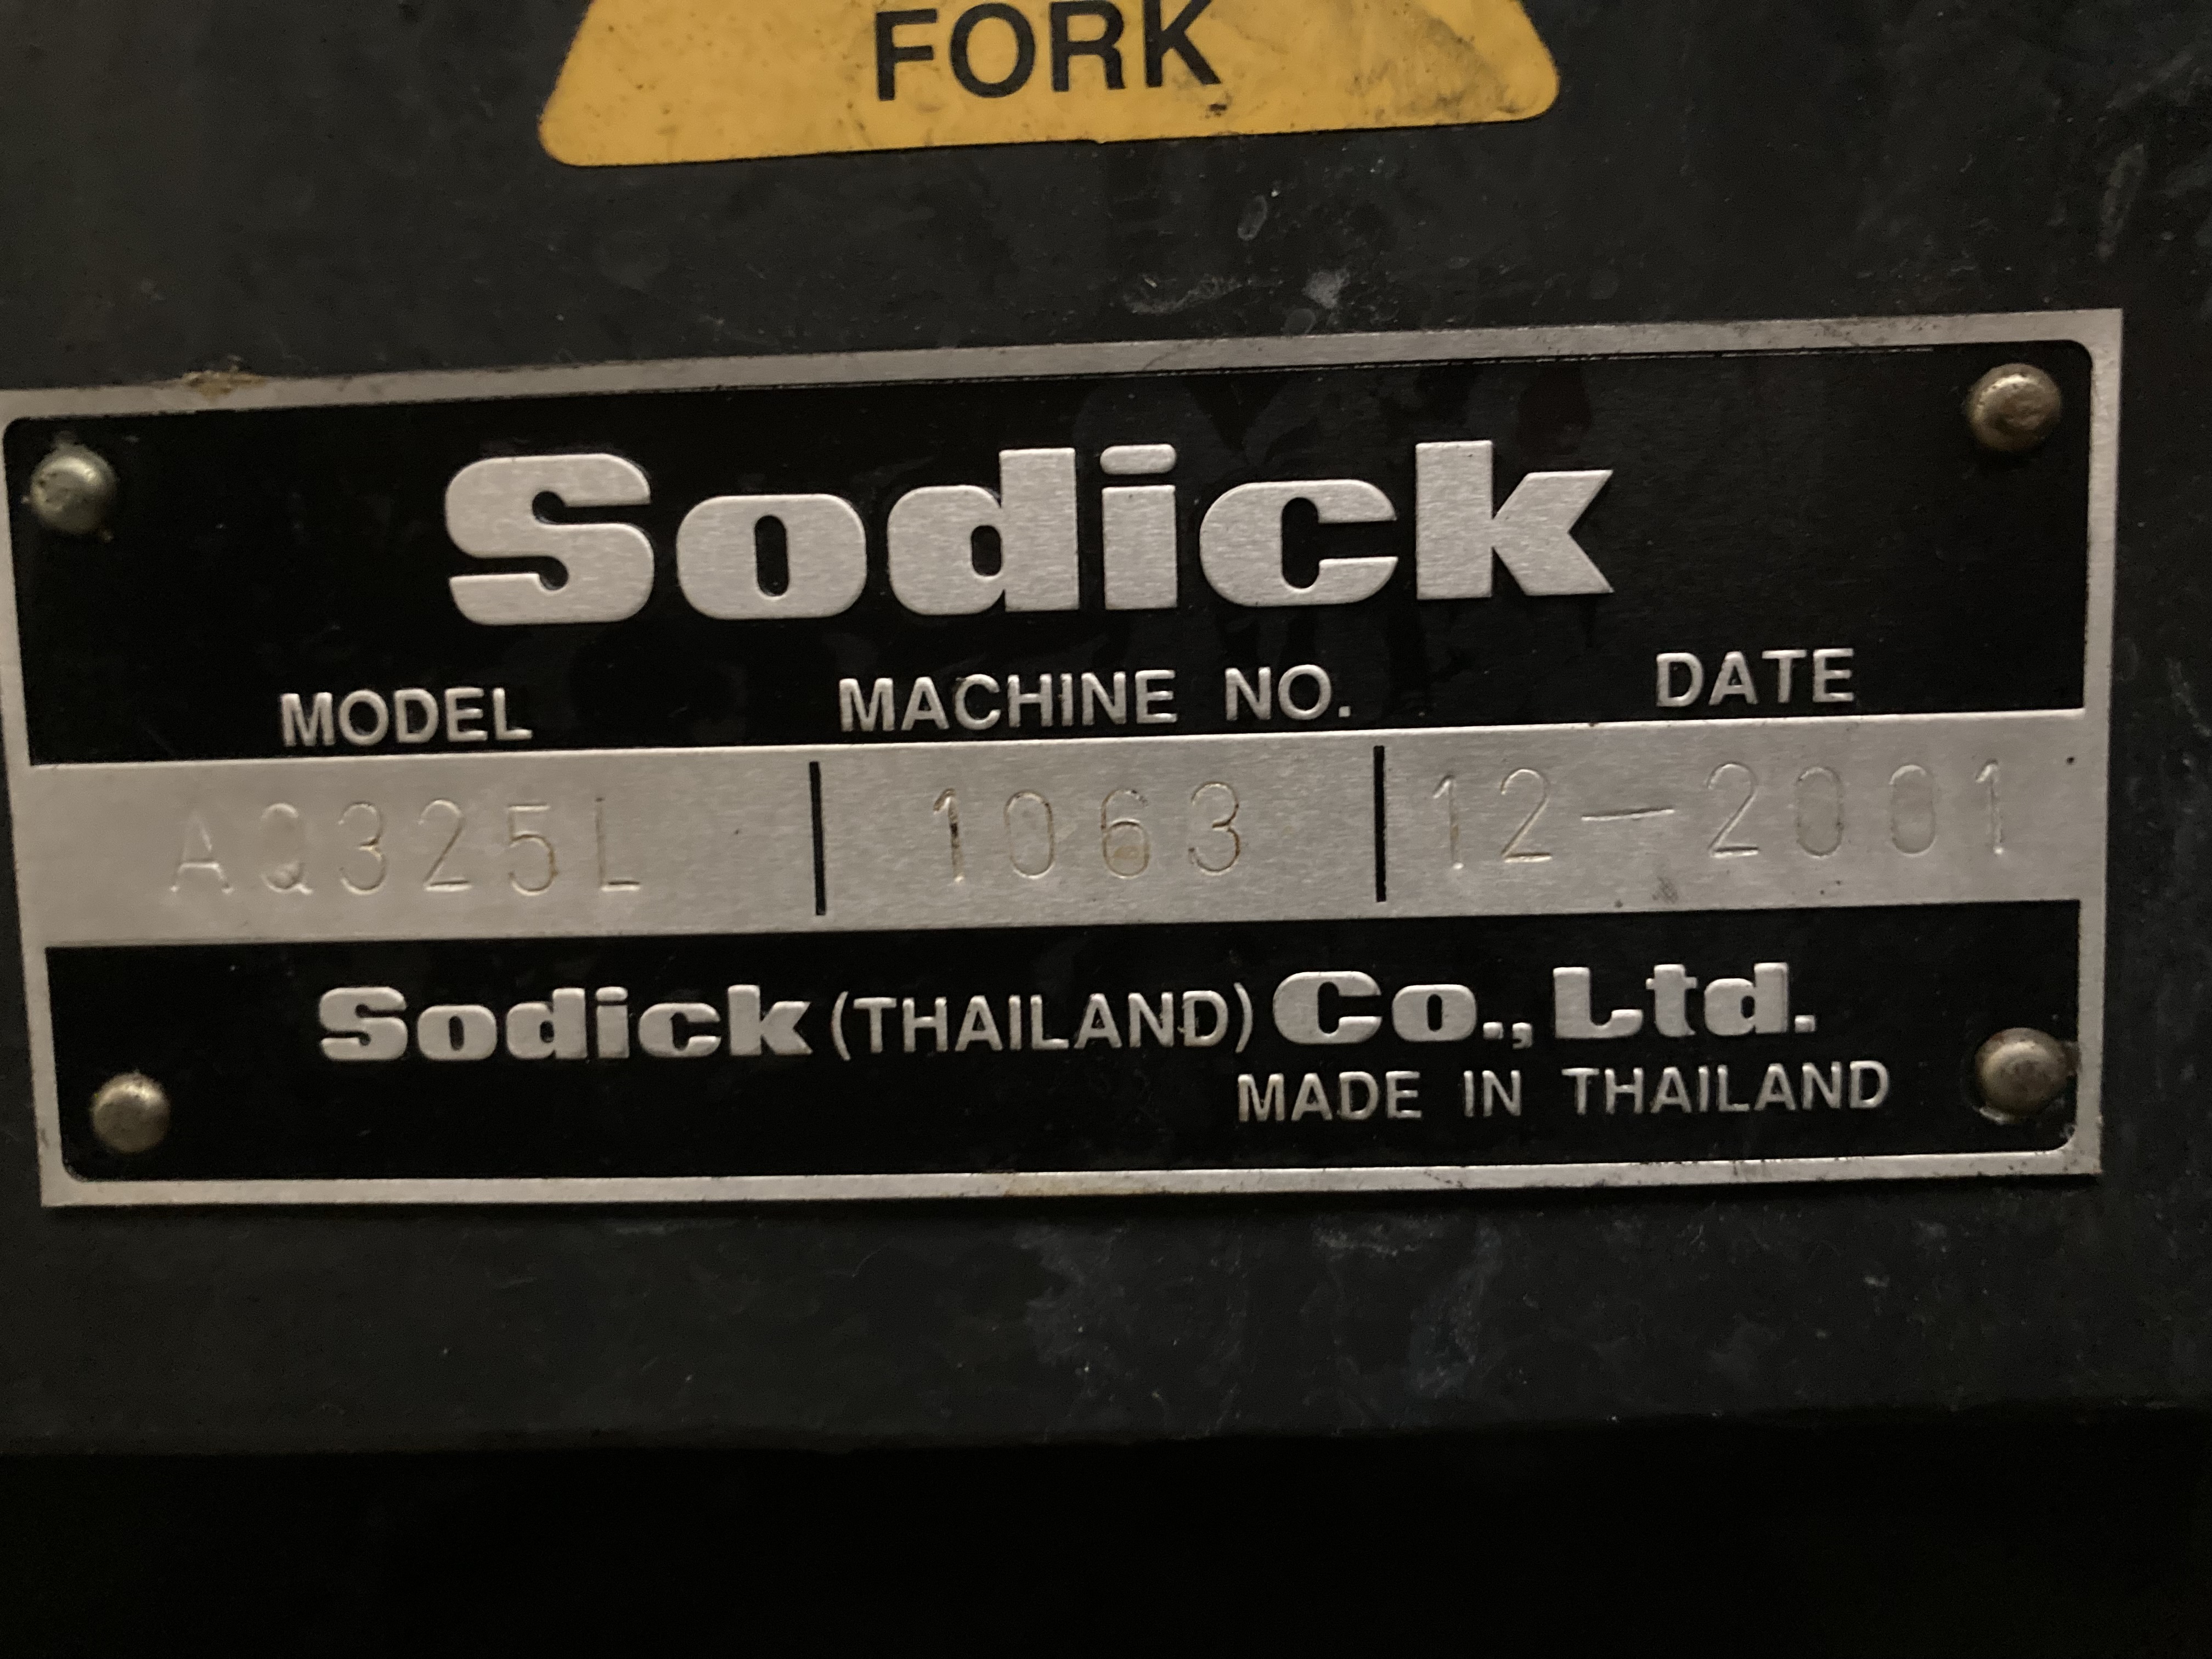 FORK
Sodick
MODEL MACHINE NO. DATE
AQ325L 1063 12-2001
Sodick (THAILAND) Co., Ltd.
MADE IN THAILAND